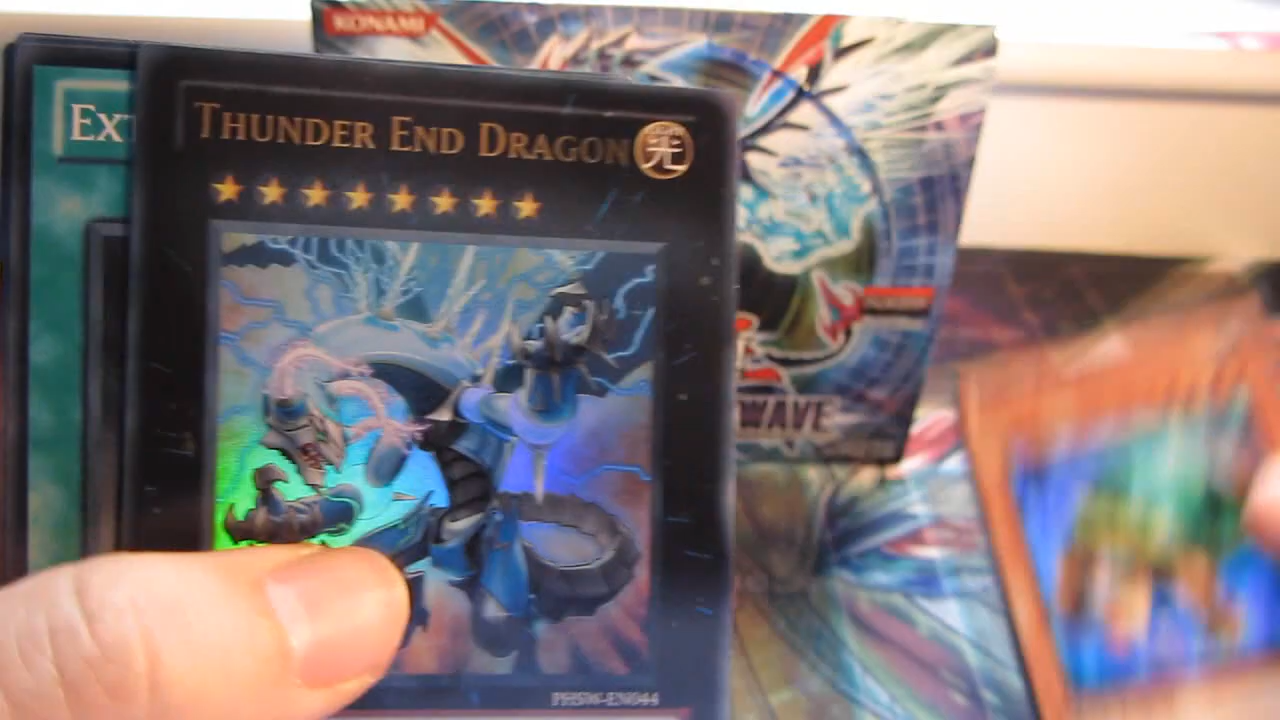 KONAMI
EXT
THUNDER END DRAGON
光
WAVE
PHSW-EN044